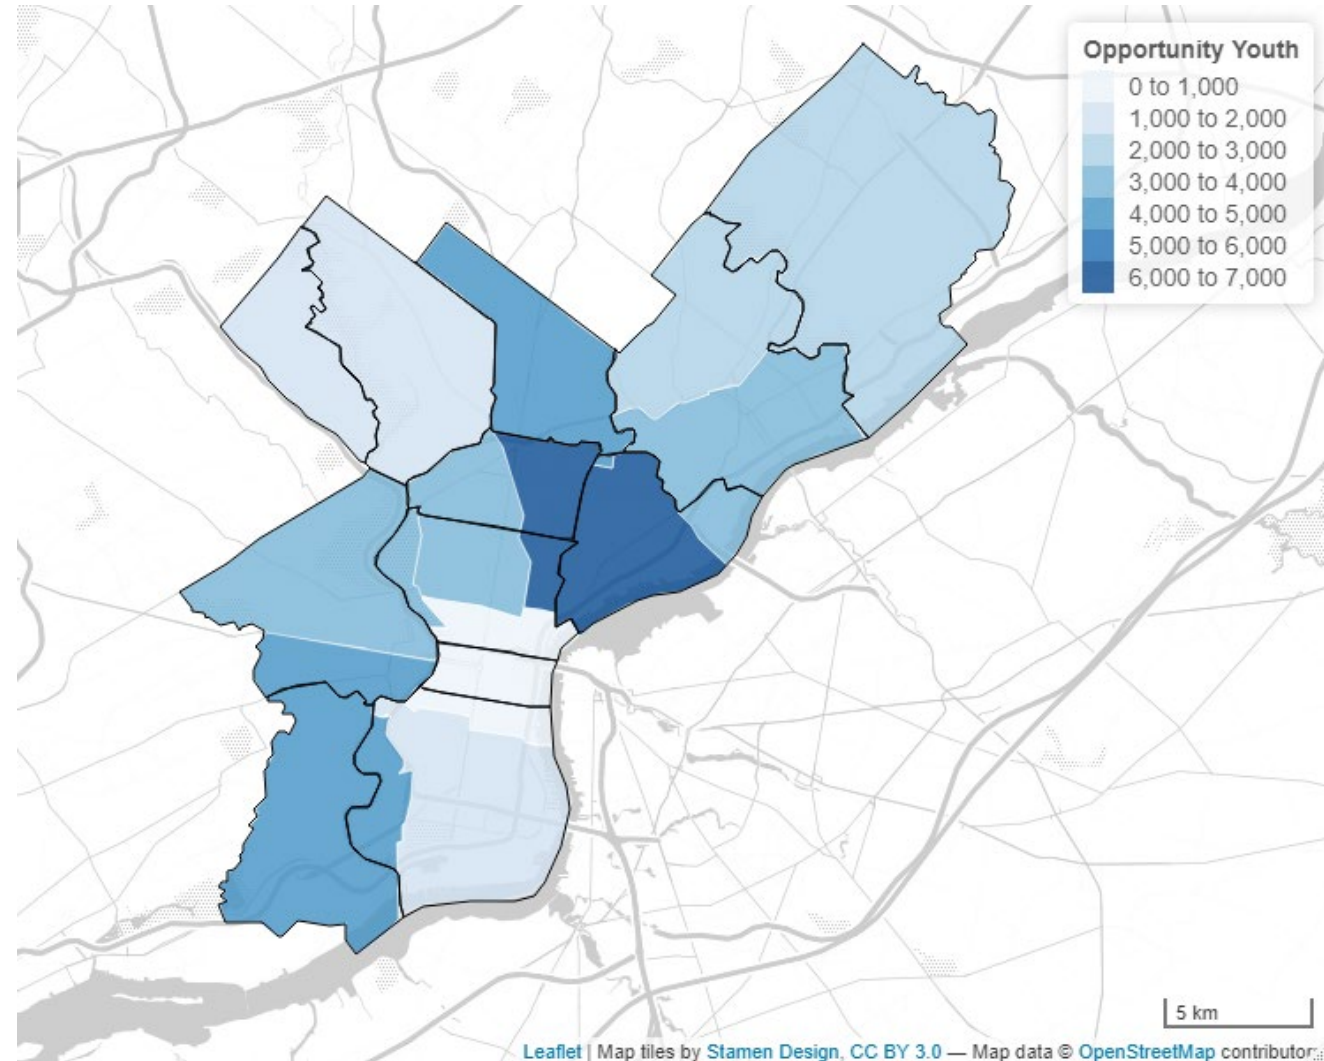 Opportunity Youth
0 to 1,000
1,000 to 2,000
2,000 to 3,000
3,000 to 4,000
4,000 to 5,000
5,000 to 6,000
6,000 to 7,000
5 km
Leaflet | Map tiles by Stamen Design, CC BY 3.0 — Map data © OpenStreetMap contributors